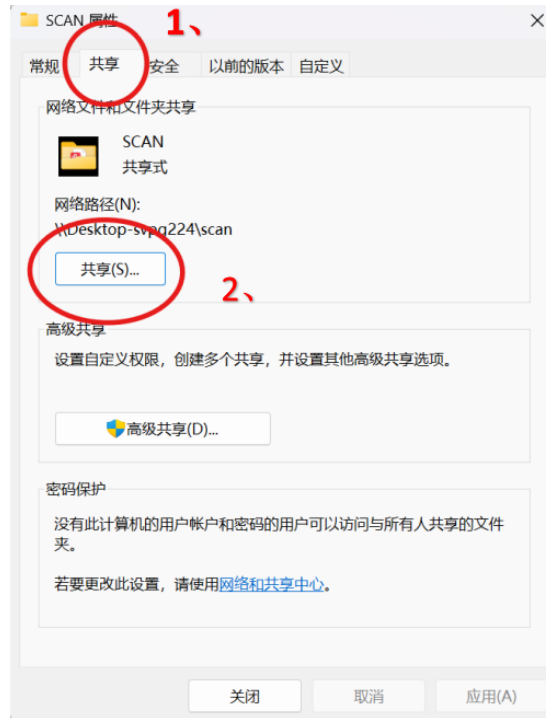 SCAN 属性
1、
常规 共享 安全 以前的版本 自定义
网络文件和文件夹共享
SCAN
共享式
网络路径(N):
\\Desktop-svpg224\scan
共享(S)...
2、
高级共享
设置自定义权限，创建多个共享，并设置其他高级共享选项。
高级共享(D)...
密码保护
没有此计算机的用户帐户和密码的用户可以访问与所有人共享的文件
夹。
若要更改此设置，请使用网络和共享中心。
关闭 取消 应用(A)